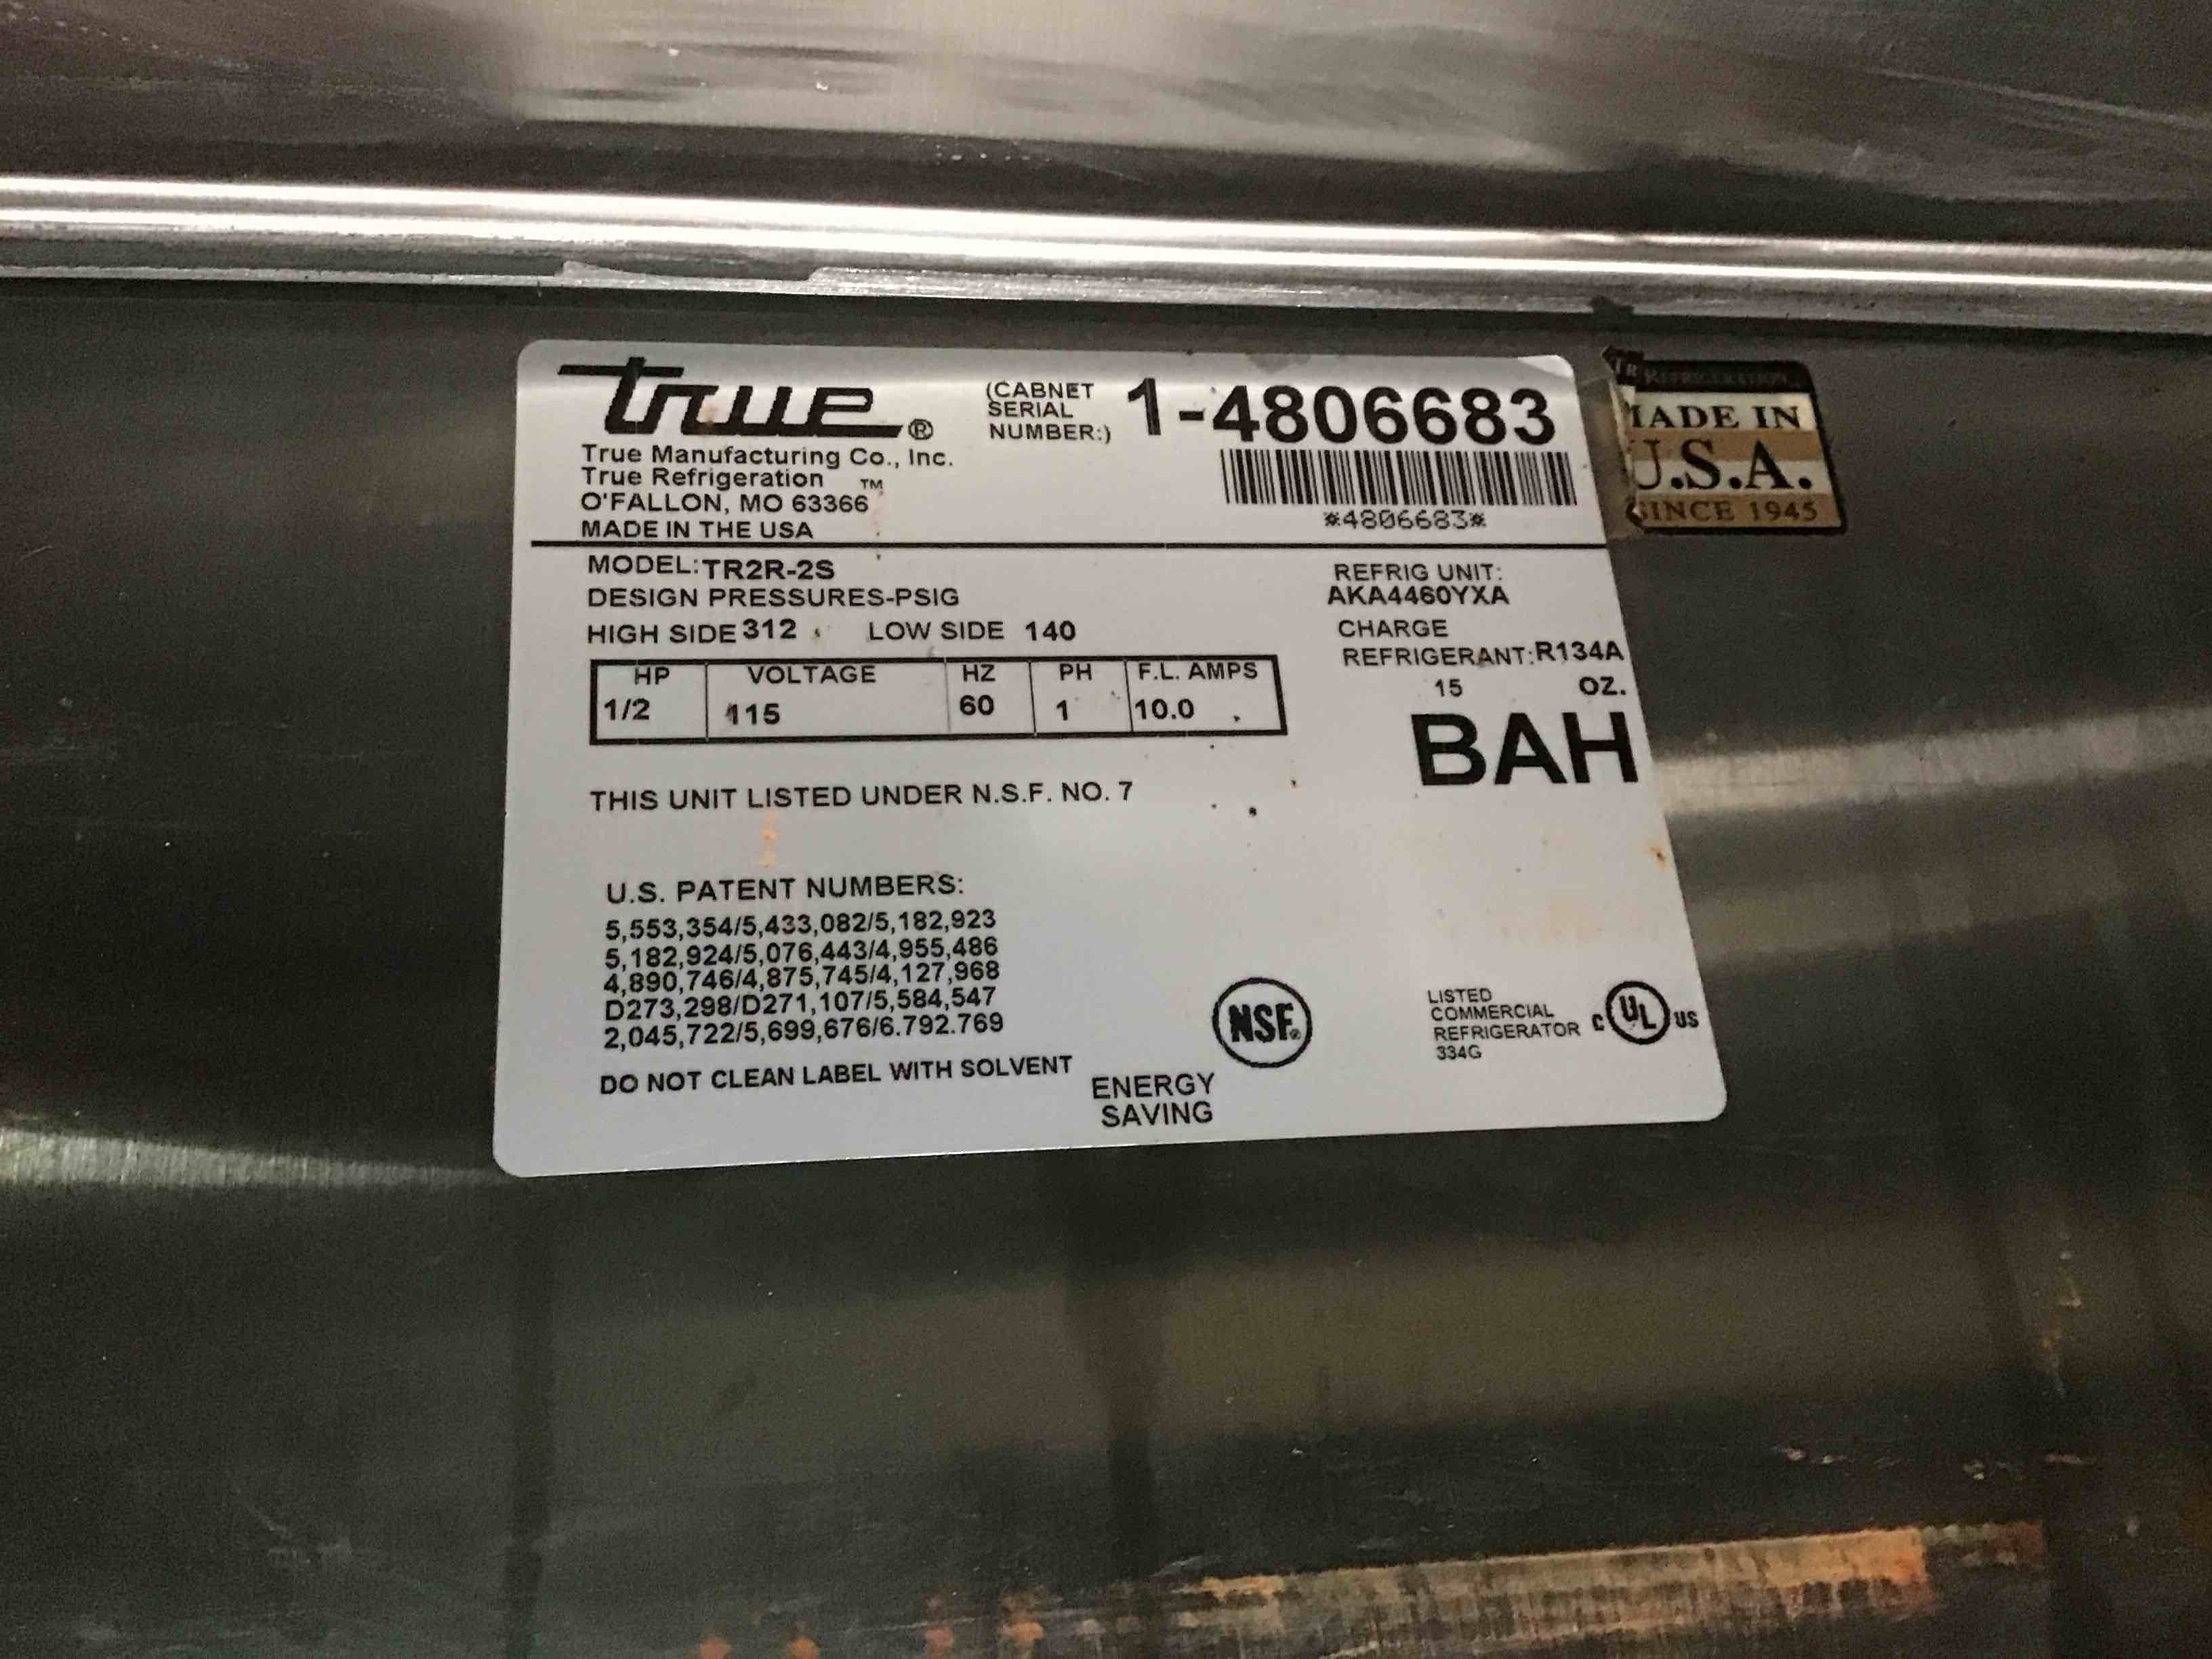 true®
(CABNET
SERIAL
NUMBER:)
1-4806683
True Manufacturing Co., Inc.
True Refrigeration ™
O'FALLON, MO 63366
MADE IN THE USA
*4806683*
MODEL: TR2R-2S
DESIGN PRESSURES-PSIG
HIGH SIDE 312 LOW SIDE 140
REFRIG UNIT:
AKA4460YXA
CHARGE
REFRIGERANT: R134A
15 OZ.
BAH
HP VOLTAGE HZ PH F.L. AMPS
1/2 115 60 1 10.0
THIS UNIT LISTED UNDER N.S.F. NO. 7
U.S. PATENT NUMBERS:
5,553,354/5,433,082/5,182,923
5,182,924/5,076,443/4,955,486
4,890,746/4,875,745/4,127,968
D273,298/D271,107/5,584,547
2,045,722/5,699,676/6.792.769
DO NOT CLEAN LABEL WITH SOLVENT
ENERGY
SAVING
NSF®
LISTED
COMMERCIAL
REFRIGERATOR
334G
C UL US
REFRIGERATION
MADE IN
U.S.A.
SINCE 1945